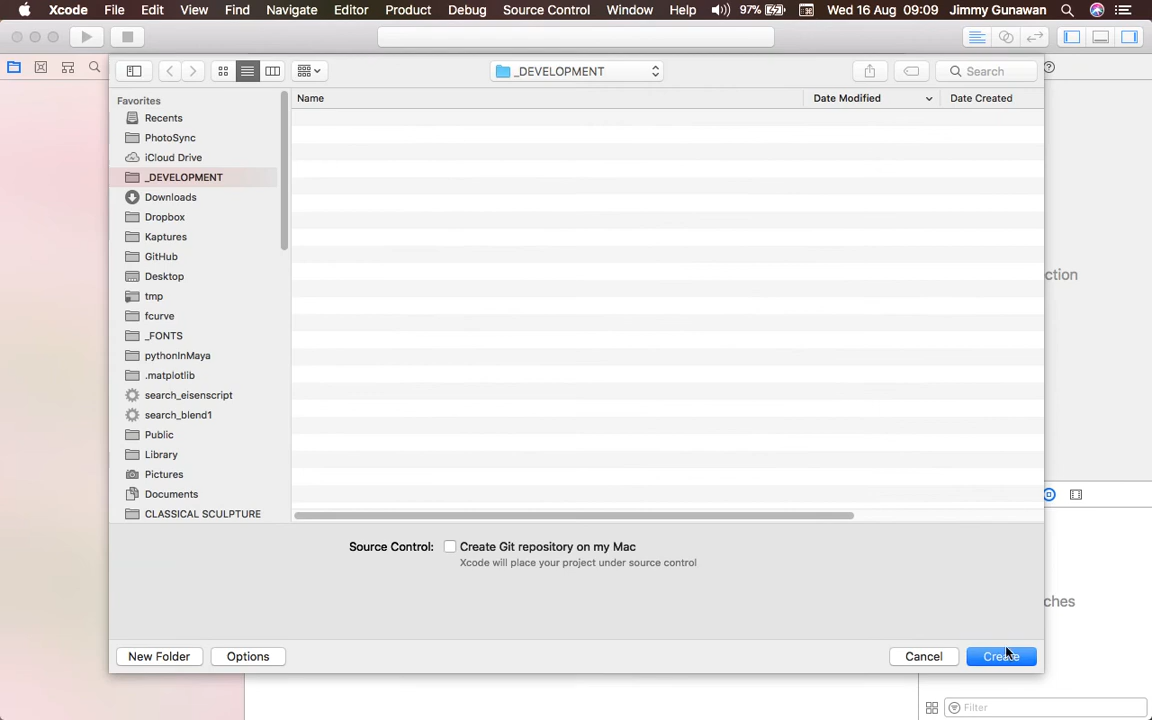 Xcode File Edit View Find Navigate Editor Product Debug Source Control Window Help 97% Wed 16 Aug 09:09 Jimmy Gunawan
_DEVELOPMENT
Search
Favorites
Name Date Modified Date Created
Recents
PhotoSync
iCloud Drive
_DEVELOPMENT
Downloads
Dropbox
Kaptures
GitHub
Desktop
tmp
fcurve
_FONTS
pythonInMaya
.matplotlib
search_eisenscript
search_blend1
Public
Library
Pictures
Documents
CLASSICAL SCULPTURE
ction
Source Control: Create Git repository on my Mac
Xcode will place your project under source control
ches
New Folder Options Cancel Create
Filter